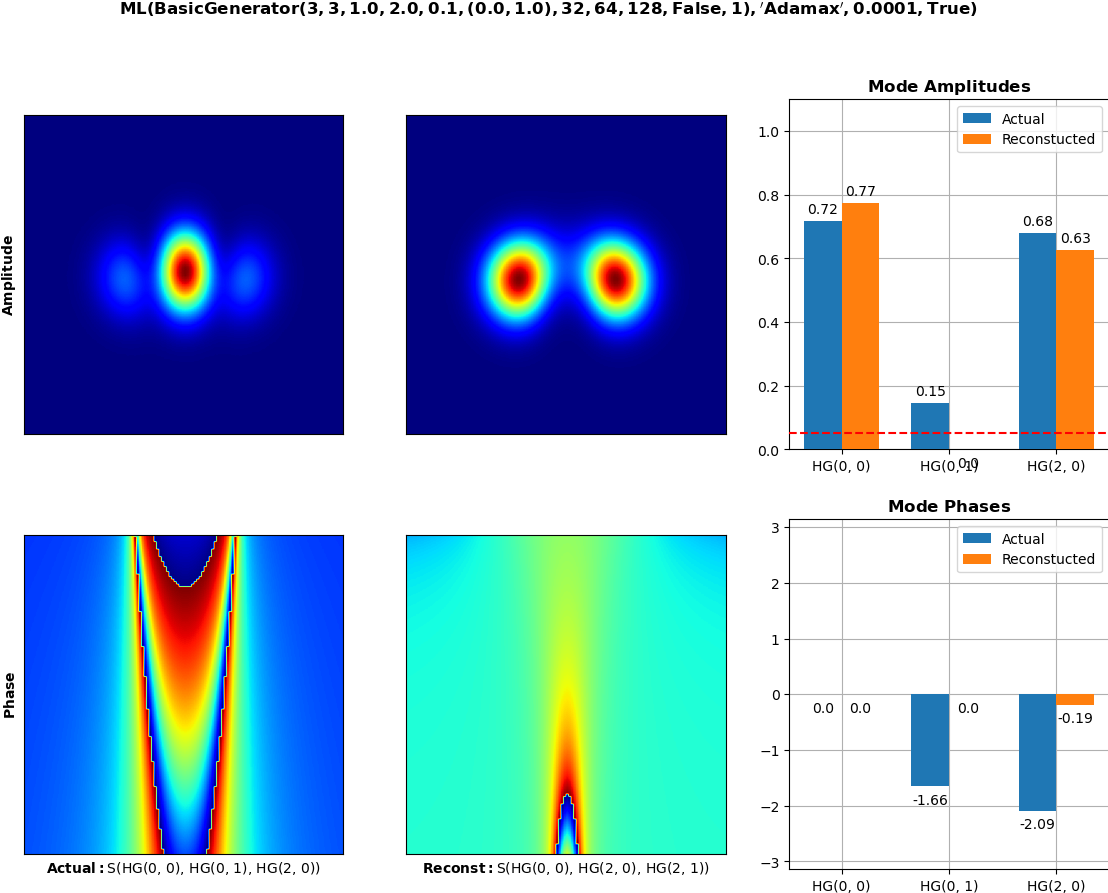 ML(BasicGenerator(3, 3, 1.0, 2.0, 0.1, (0.0, 1.0), 32, 64, 128, False, 1), 'Adamax', 0.0001, True)
Amplitude
Mode Amplitudes
Actual
Reconstucted
1.0
0.8
0.6
0.4
0.2
0.0
0.72
0.77
0.15
0.0
0.68
0.63
HG(0, 0)
HG(0, 1)
HG(2, 0)
Phase
Actual: S(HG(0, 0), HG(0, 1), HG(2, 0))
Reconst: S(HG(0, 0), HG(2, 0), HG(2, 1))
Mode Phases
Actual
Reconstucted
3
2
1
0
−1
−2
−3
0.0
0.0
-1.66
0.0
-2.09
-0.19
HG(0, 0)
HG(0, 1)
HG(2, 0)